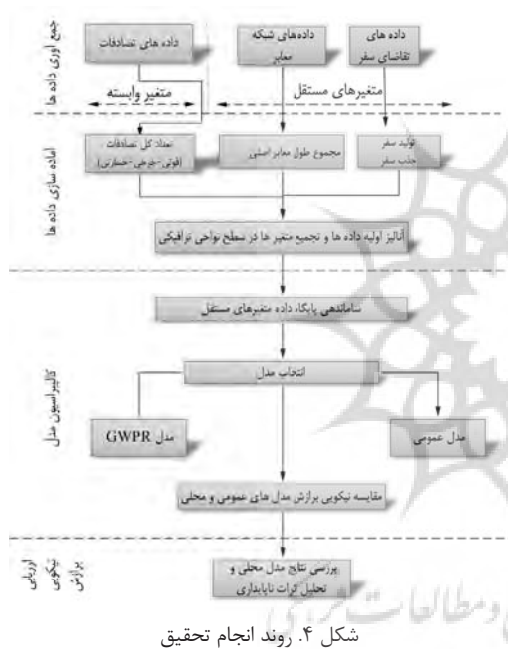 جمع آوری داده ها
داده های تصادفات
داده‌های شبکه
معابر
داده های
تقاضای سفر
متغیر وابسته
متغیرهای مستقل
آماده سازی داده ها
تعداد کل تصادفات
(فوتی-جرحی-خسارتی)
مجموع طول معابر اصلی
تولید سفر
جذب سفر
آنالیز اولیه داده ها و تجمیع متغیر ها در سطح نواحی ترافیکی
کالیبراسیون مدل
ساماندهی پایگاه داده متغیرهای مستقل
انتخاب مدل
مدل GWPR
مدل عمومی
مقایسه نیکویی برازش مدل های عمومی و محلی
ارزیابی
نیکویی
برازش
بررسی نتایج مدل محلی و
تحلیل اثرات ناپایداری
و مطالعات فرهنگی
شکل ۴. روند انجام تحقیق